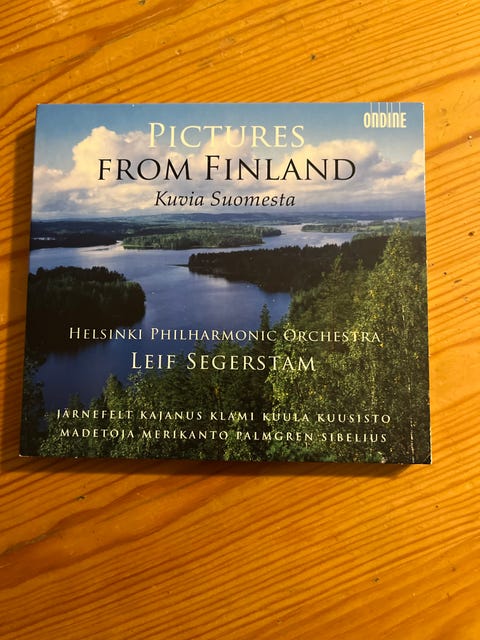 ONDINE
PICTURES
FROM FINLAND
Kuvia Suomesta
HELSINKI PHILHARMONIC ORCHESTRA
LEIF SEGERSTAM
JÄRNEFELT KAJANUS KLAMI KUULA KUUSISTO
MADETOJA MERIKANTO PALMGREN SIBELIUS